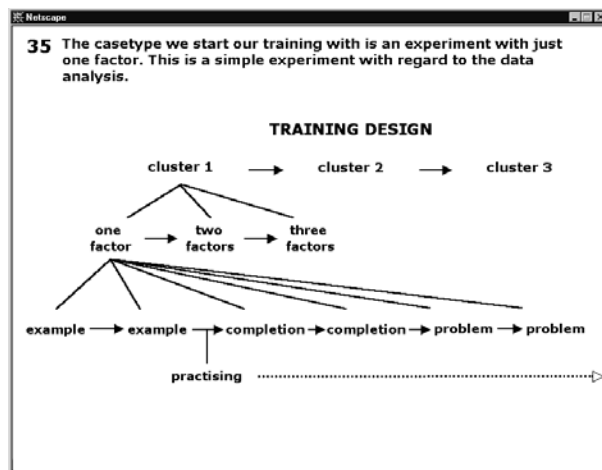 Netscape
35 The casetype we start our training with is an experiment with just
one factor. This is a simple experiment with regard to the data
analysis.
TRAINING DESIGN
cluster 1 cluster 2 cluster 3
one two three
factor factors factors
example example completion completion problem problem
practising